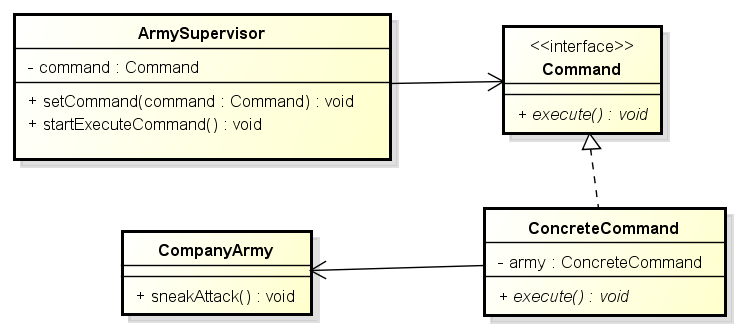 ArmySupervisor
- command : Command
+ setCommand(command : Command) : void
+ startExecuteCommand() : void
<<interface>>
Command
+ execute() : void
CompanyArmy
+ sneakAttack() : void
ConcreteCommand
- army : ConcreteCommand
+ execute() : void